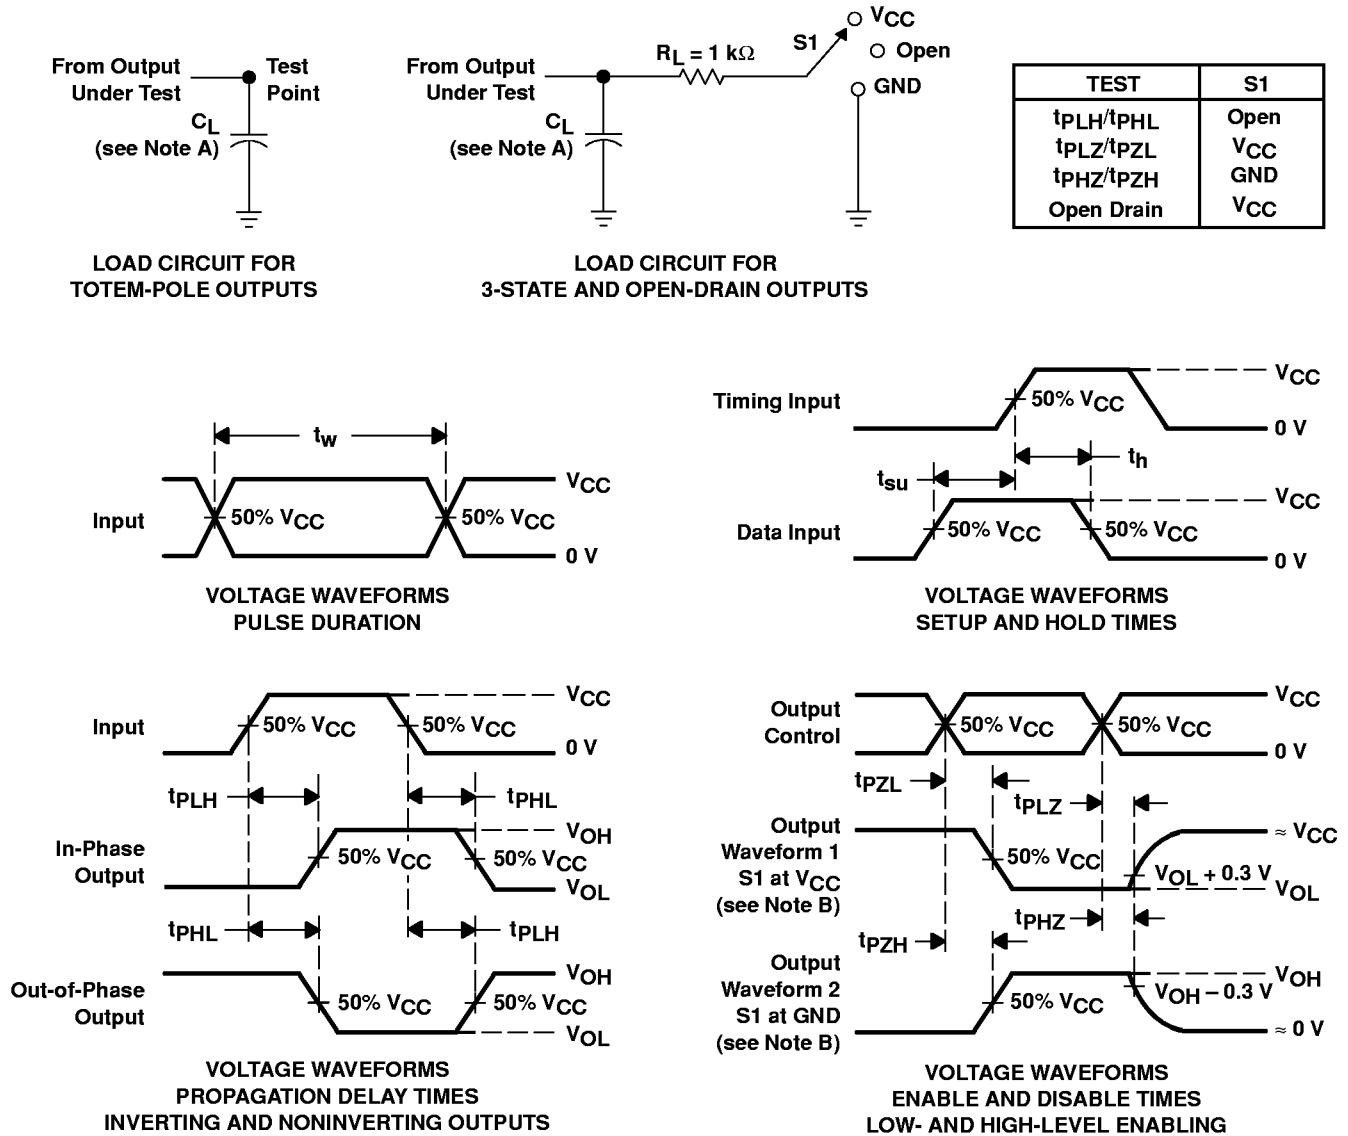 From Output
Under Test
Test
Point
CL
(see Note A)
LOAD CIRCUIT FOR
TOTEM-POLE OUTPUTS
From Output
Under Test
RL = 1 kΩ
S1
VCC
Open
GND
CL
(see Note A)
LOAD CIRCUIT FOR
3-STATE AND OPEN-DRAIN OUTPUTS
TEST S1
tPLH/tPHL Open
tPLZ/tPZL VCC
tPHZ/tPZH GND
Open Drain VCC
tw
Input
50% VCC
50% VCC
VCC
0 V
VOLTAGE WAVEFORMS
PULSE DURATION
Timing Input
50% VCC
VCC
0 V
tsu
th
Data Input
50% VCC
50% VCC
VCC
0 V
VOLTAGE WAVEFORMS
SETUP AND HOLD TIMES
Input
50% VCC
50% VCC
VCC
0 V
tPLH
tPHL
In-Phase
Output
50% VCC
50% VCC
VOH
VOL
tPHL
tPLH
Out-of-Phase
Output
50% VCC
50% VCC
VOH
VOL
VOLTAGE WAVEFORMS
PROPAGATION DELAY TIMES
INVERTING AND NONINVERTING OUTPUTS
Output
Control
50% VCC
50% VCC
VCC
0 V
tPZL
tPLZ
Output
Waveform 1
S1 at VCC
(see Note B)
50% VCC
VOL + 0.3 V
≈ VCC
VOL
tPZH
tPHZ
Output
Waveform 2
S1 at GND
(see Note B)
50% VCC
VOH – 0.3 V
VOH
≈ 0 V
VOLTAGE WAVEFORMS
ENABLE AND DISABLE TIMES
LOW- AND HIGH-LEVEL ENABLING